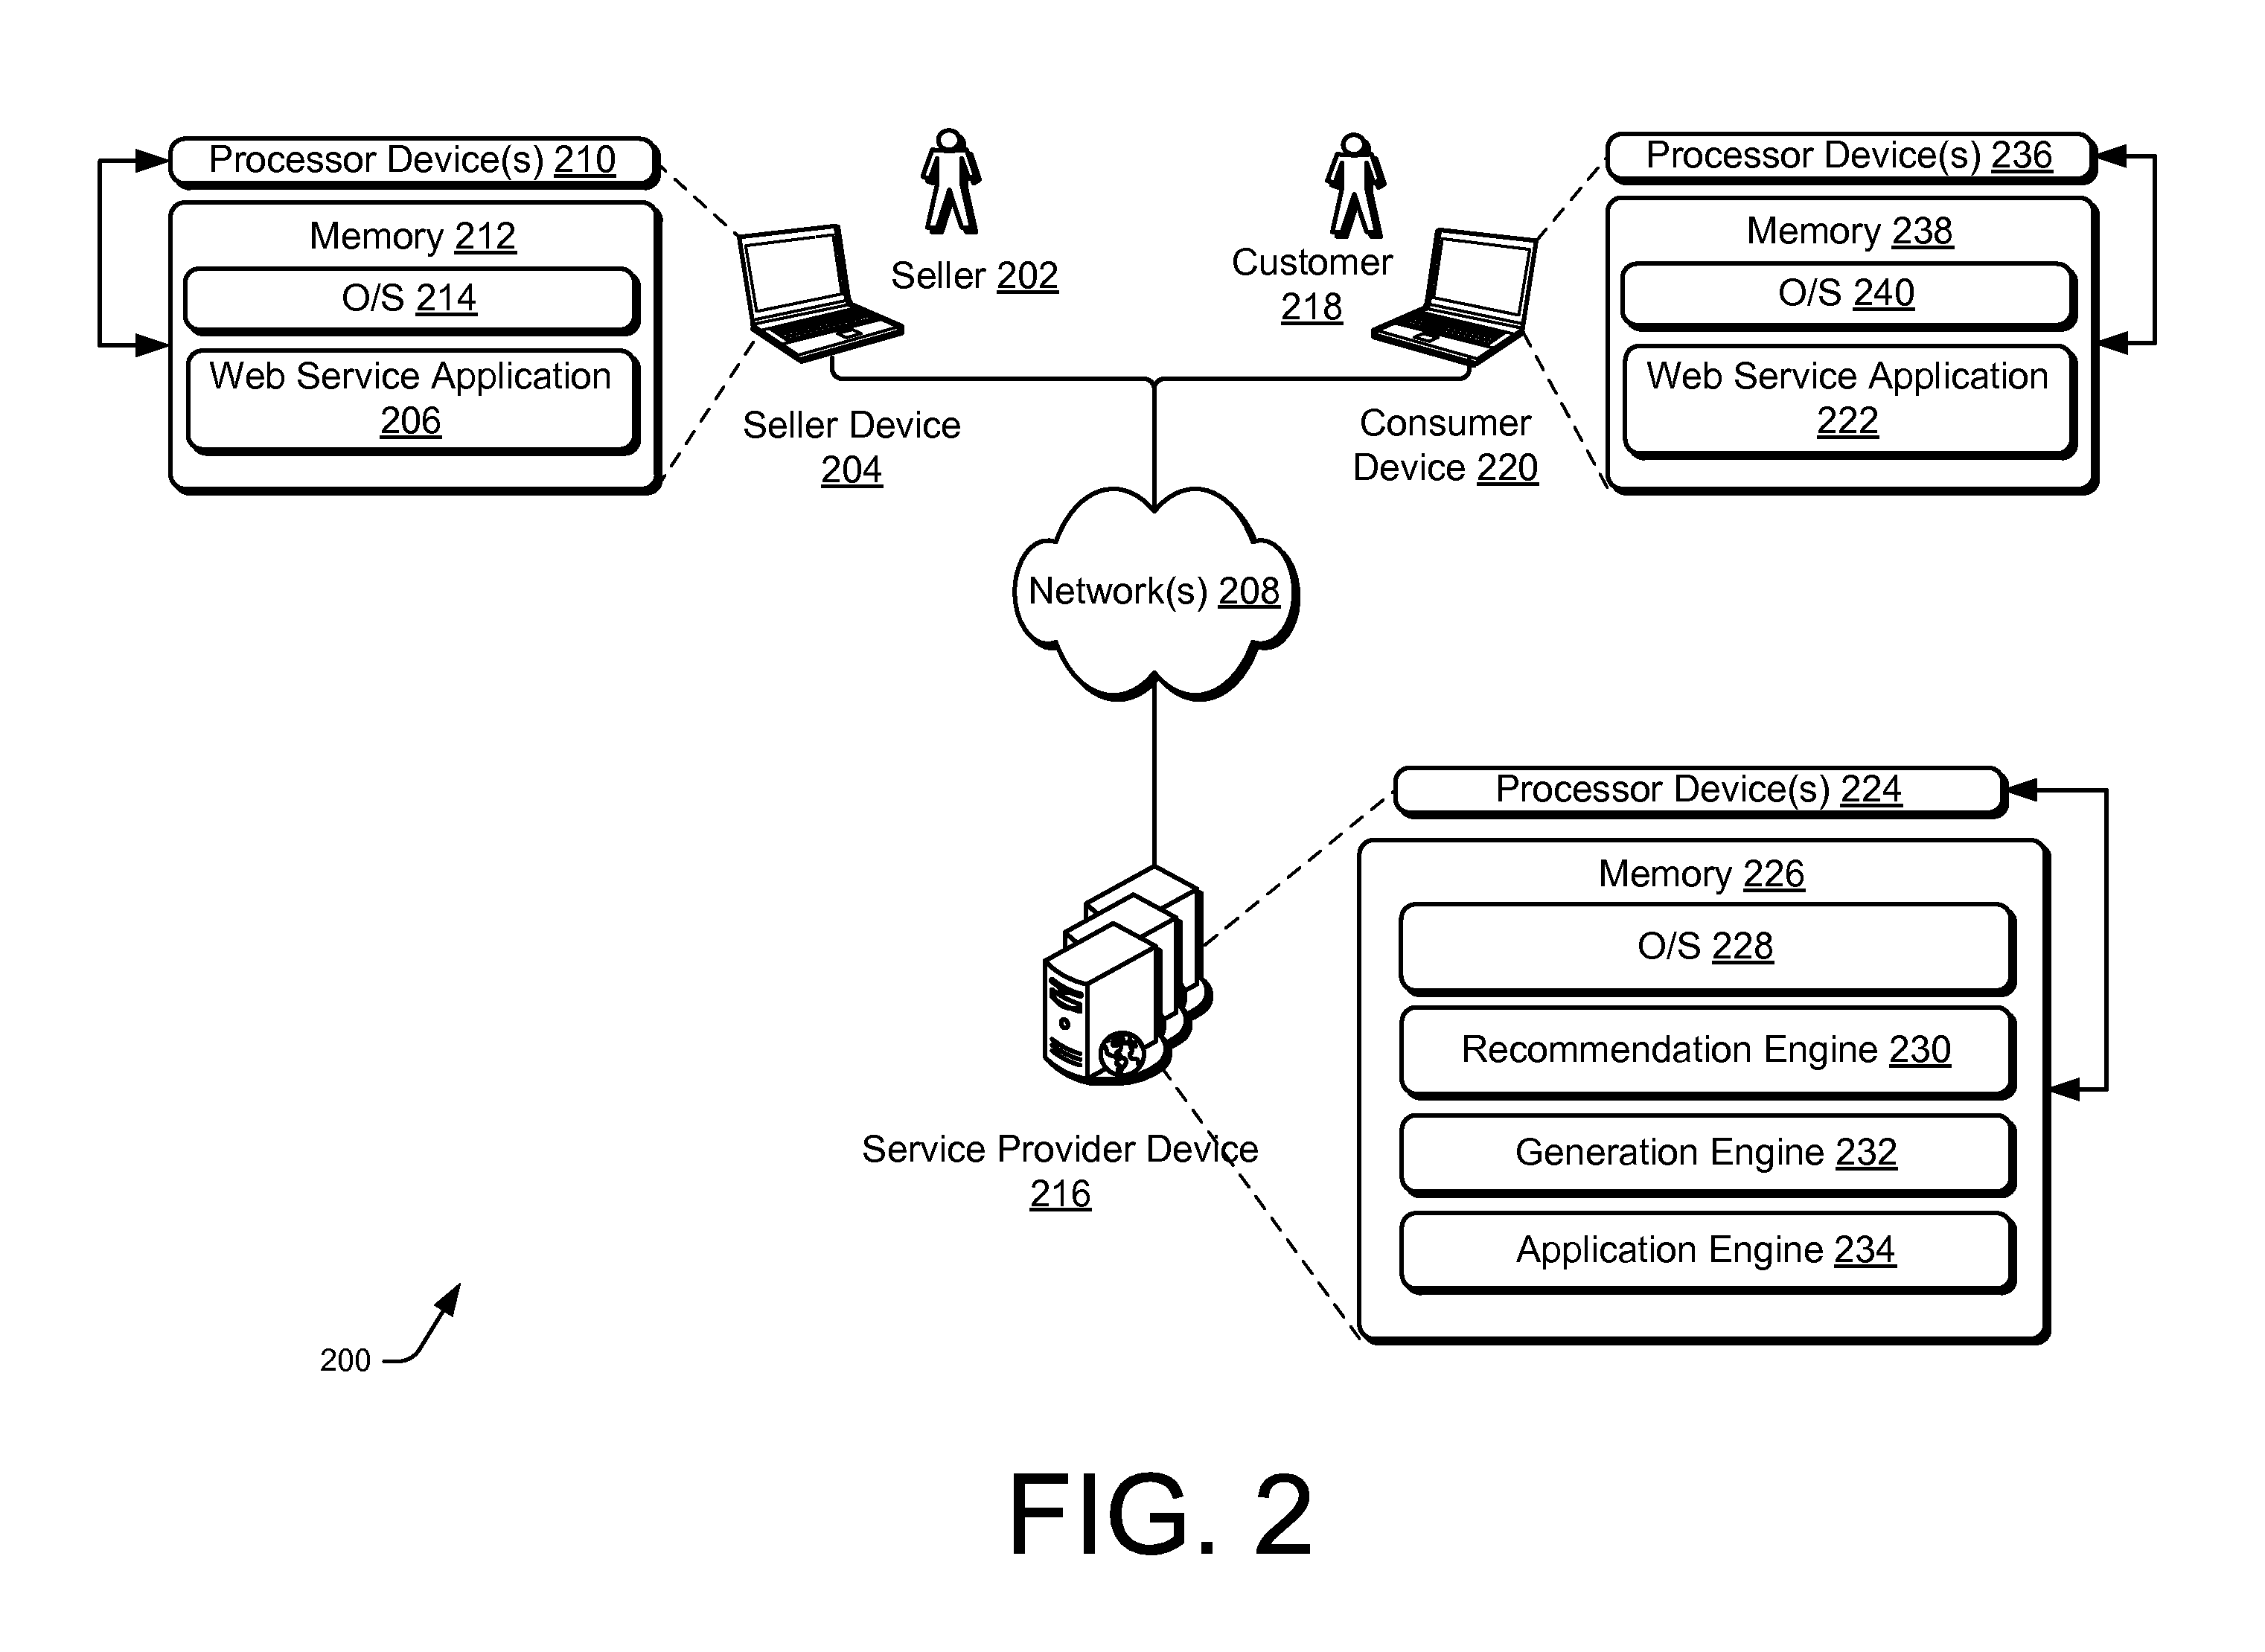 Processor Device(s) 210
Memory 212
O/S 214
Web Service Application
206
Seller 202
Seller Device
204
Customer
218
Consumer
Device 220
Processor Device(s) 236
Memory 238
O/S 240
Web Service Application
222
Network(s) 208
Service Provider Device
216
Processor Device(s) 224
Memory 226
O/S 228
Recommendation Engine 230
Generation Engine 232
Application Engine 234
200
FIG. 2